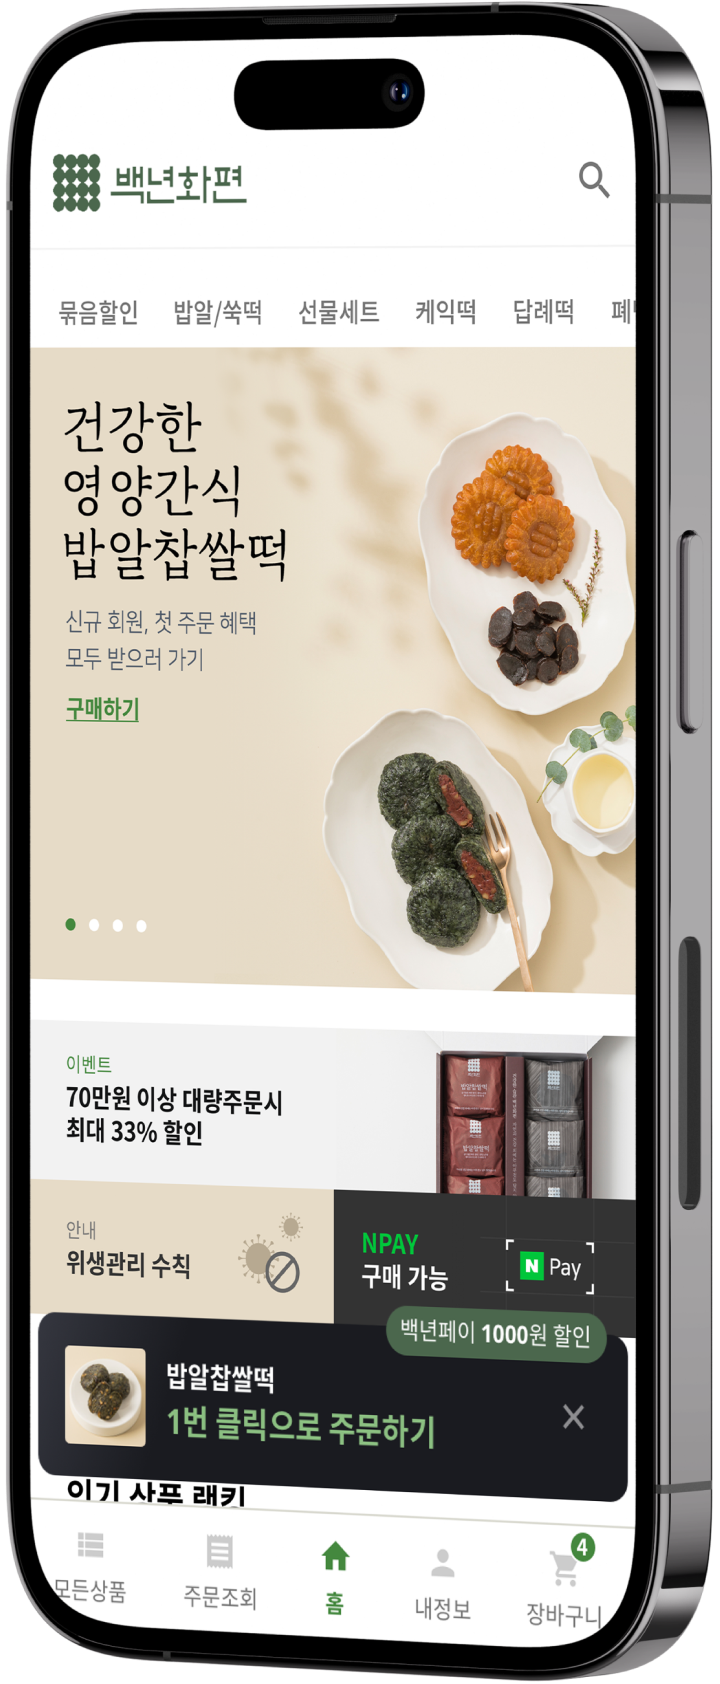 백년화편
묶음할인 밥알/쑥떡 선물세트 케익떡 답례떡
건강한
영양간식
밥알찹쌀떡
신규 회원, 첫 주문 혜택
모두 받으러 가기
구매하기
이벤트
70만원 이상 대량주문시
최대 33% 할인
안내
위생관리 수칙
NPAY
구매 가능
N Pay
백년페이 1000원 할인
밥알찹쌀떡
1번 클릭으로 주문하기
인기 상품 랭킹
4
모든상품 주문조회 홈 내정보 장바구니